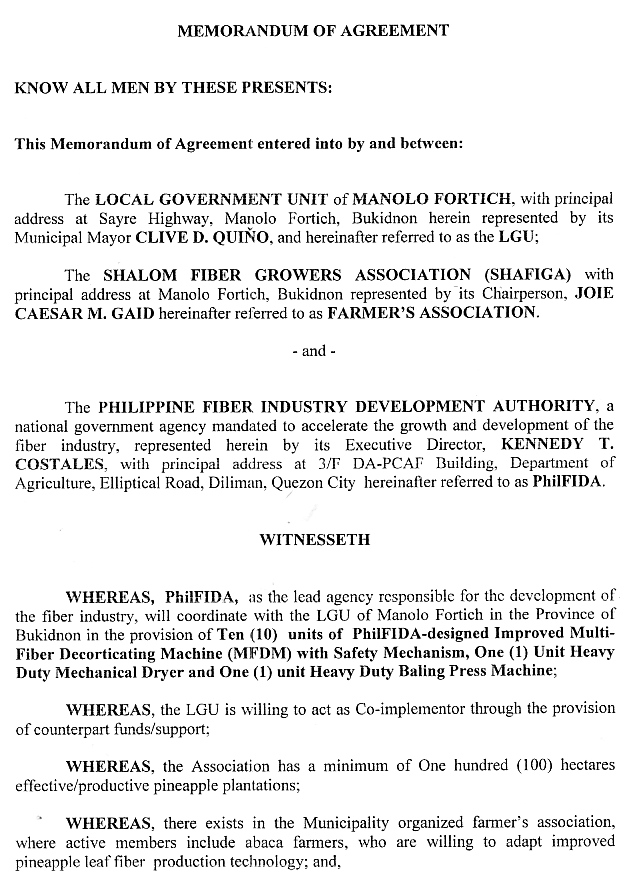 MEMORANDUM OF AGREEMENT
KNOW ALL MEN BY THESE PRESENTS:
This Memorandum of Agreement entered into by and between:
The LOCAL GOVERNMENT UNIT of MANOLO FORTICH, with principal
address at Sayre Highway, Manolo Fortich, Bukidnon herein represented by its
Municipal Mayor CLIVE D. QUIÑO, and hereinafter referred to as the LGU;
The SHALOM FIBER GROWERS ASSOCIATION (SHAFIGA) with
principal address at Manolo Fortich, Bukidnon represented by its Chairperson, JOIE
CAESAR M. GAID hereinafter referred to as FARMER'S ASSOCIATION.
- and -
The PHILIPPINE FIBER INDUSTRY DEVELOPMENT AUTHORITY, a
national government agency mandated to accelerate the growth and development of the
fiber industry, represented herein by its Executive Director, KENNEDY T.
COSTALES, with principal address at 3/F DA-PCAF Building, Department of
Agriculture, Elliptical Road, Diliman, Quezon City hereinafter referred to as PhilFIDA.
WITNESSETH
WHEREAS, PhilFIDA, as the lead agency responsible for the development of
the fiber industry, will coordinate with the LGU of Manolo Fortich in the Province of
Bukidnon in the provision of Ten (10) units of PhilFIDA-designed Improved Multi-
Fiber Decorticating Machine (MFDM) with Safety Mechanism, One (1) Unit Heavy
Duty Mechanical Dryer and One (1) unit Heavy Duty Baling Press Machine;
WHEREAS, the LGU is willing to act as Co-implementor through the provision
of counterpart funds/support;
WHEREAS, the Association has a minimum of One hundred (100) hectares
effective/productive pineapple plantations;
WHEREAS, there exists in the Municipality organized farmer's association,
where active members include abaca farmers, who are willing to adapt improved
pineapple leaf fiber production technology; and,